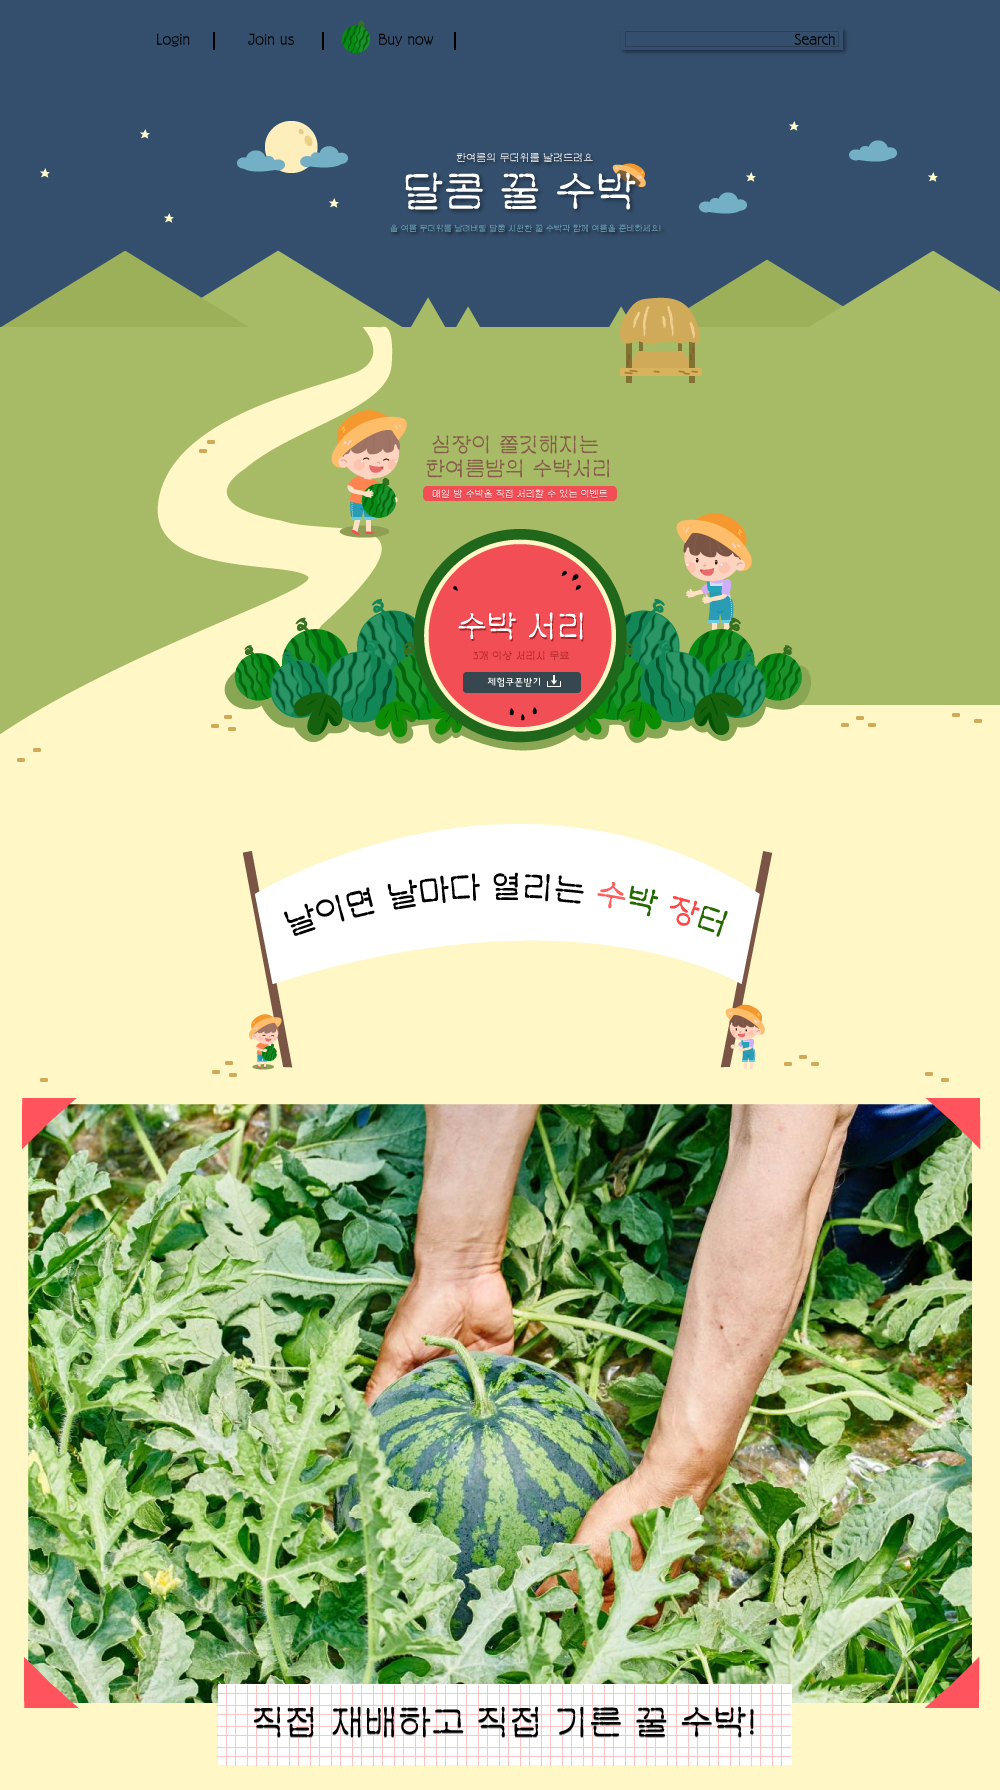 Login
Join us
Buy now
Search
한여름의 무더위를 날려드려요
달콤 꿀 수박
올 여름 무더위를 날려버릴 달콤 시원한 꿀 수박과 함께 여름을 준비하세요!
심장이 쫄깃해지는
한여름밤의 수박서리
매일 밤 수박을 직접 서리할 수 있는 이벤트
수박 서리
3개 이상 서리시 무료
체험쿠폰받기
날이면 날마다 열리는 수박 장터
직접 재배하고 직접 기른 꿀 수박!